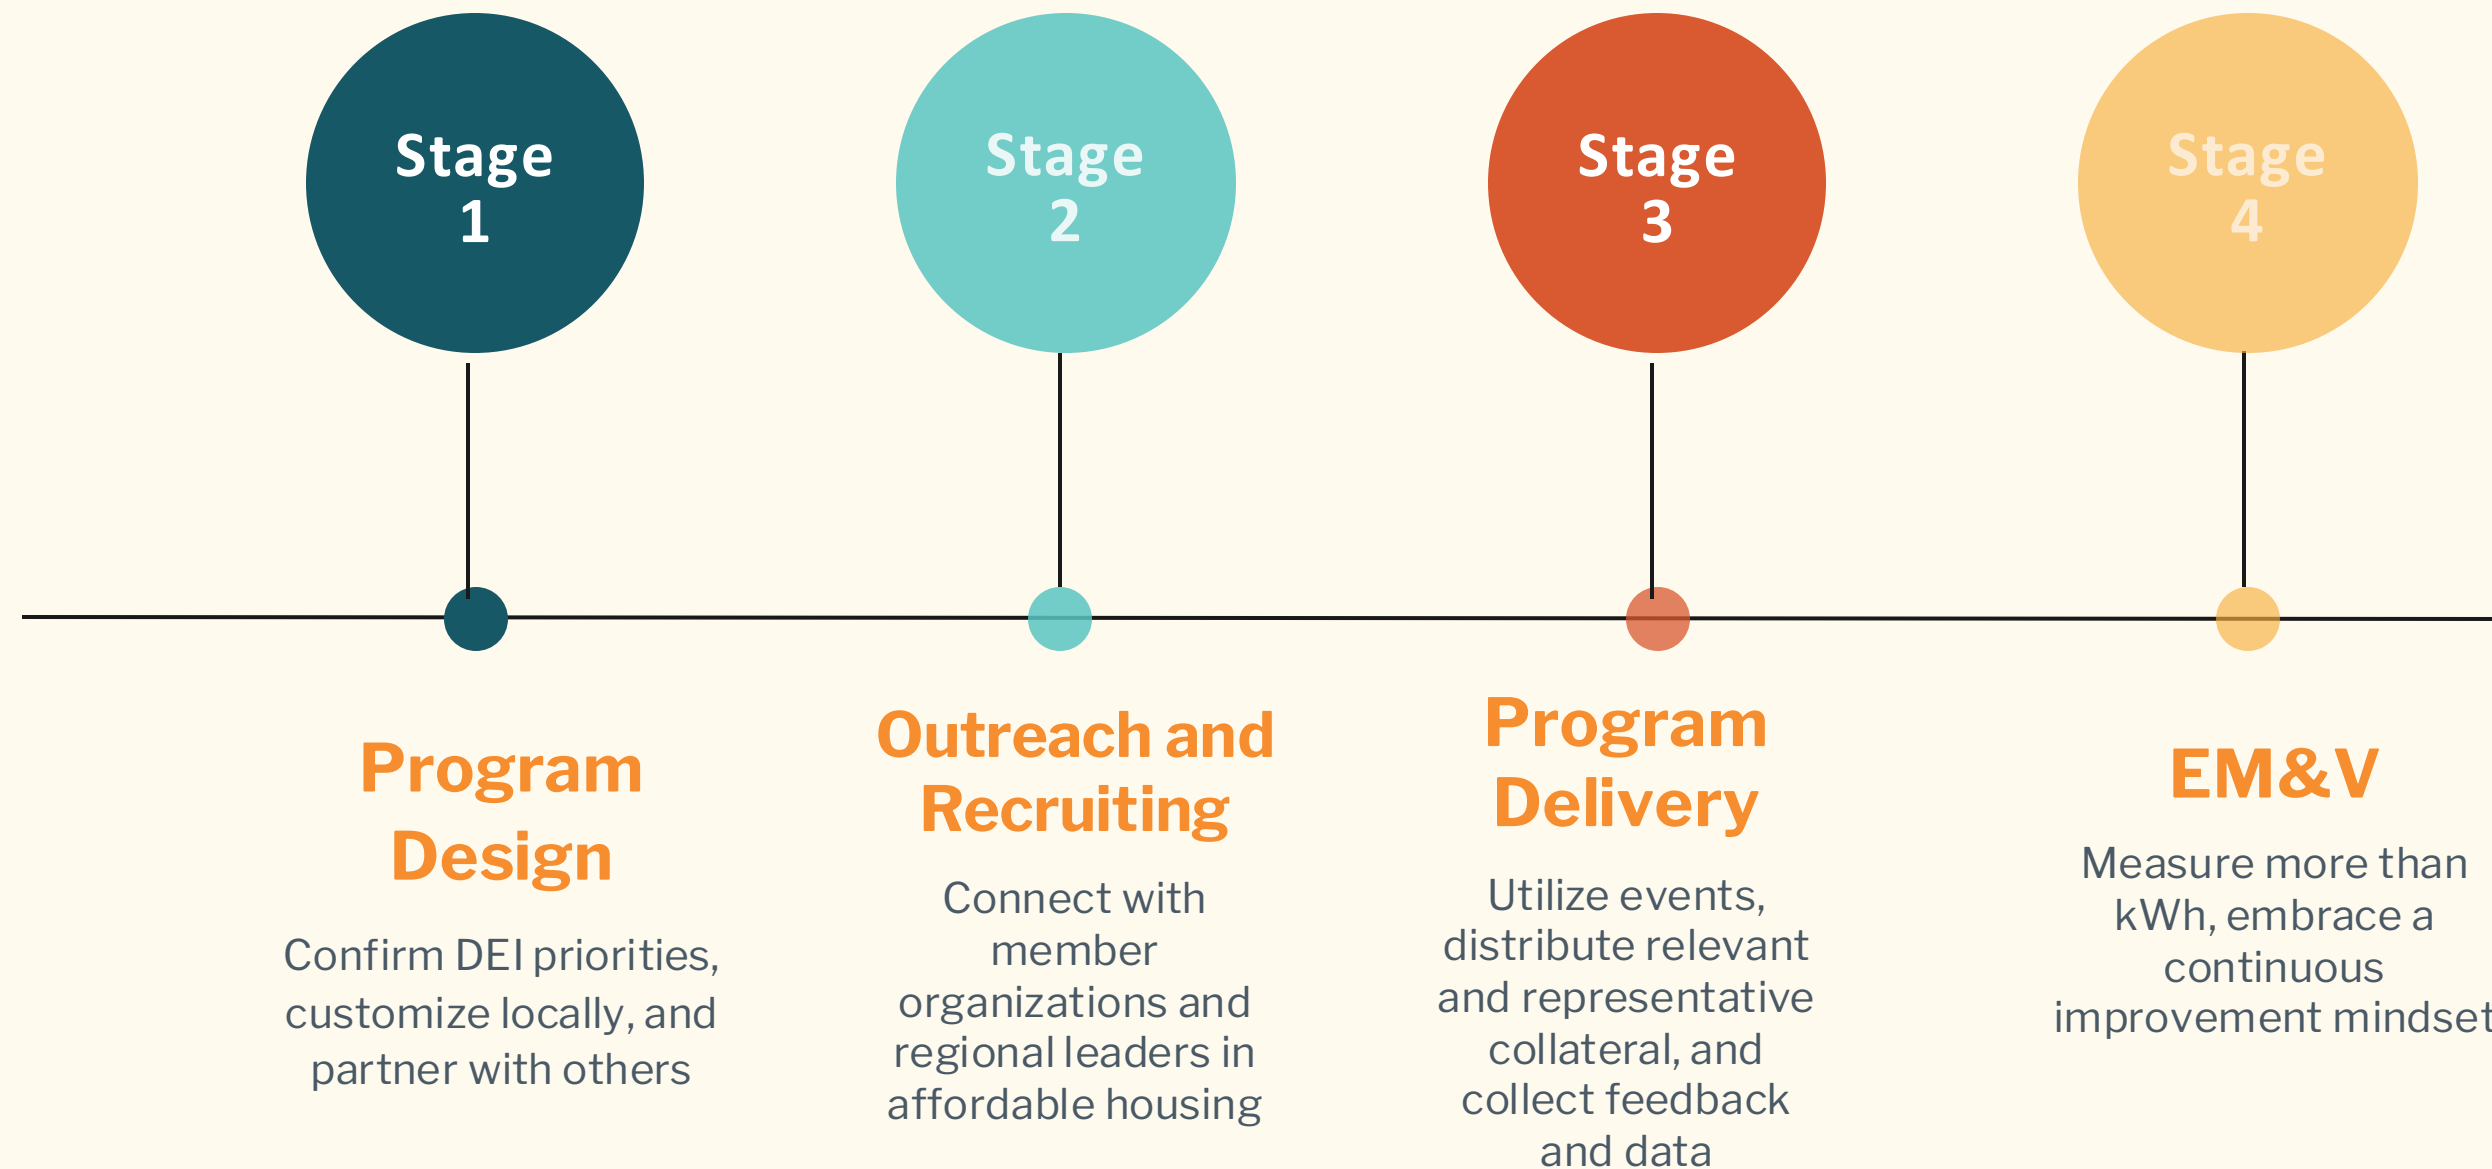 Stage
1
Stage
2
Stage
3
Stage
4
Program
Design
Confirm DEI priorities,
customize locally, and
partner with others
Outreach and
Recruiting
Connect with
member
organizations and
regional leaders in
affordable housing
Program
Delivery
Utilize events,
distribute relevant
and representative
collateral, and
collect feedback
and data
EM&V
Measure more than
kWh, embrace a
continuous
improvement mindset